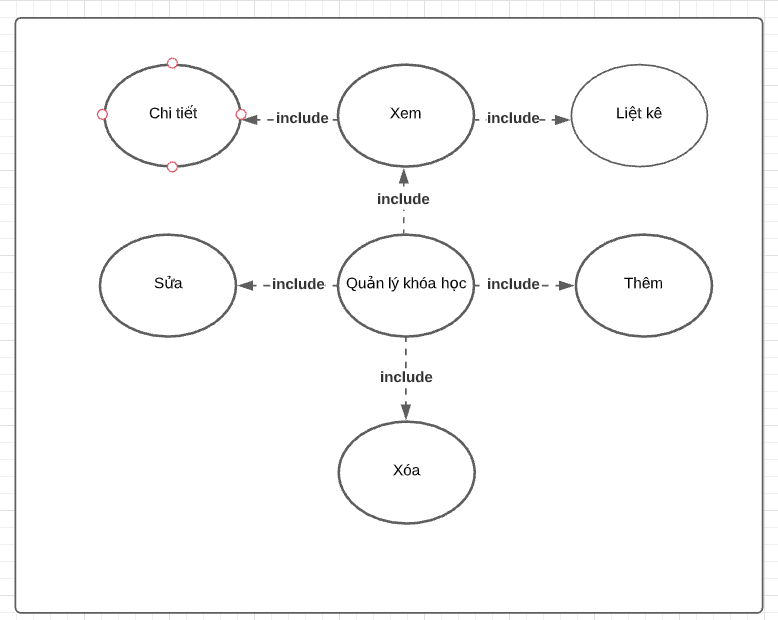 Chi tiết
include
Xem
include
Liệt kê
include
Sửa
include
Quản lý khóa học
include
Thêm
include
Xóa